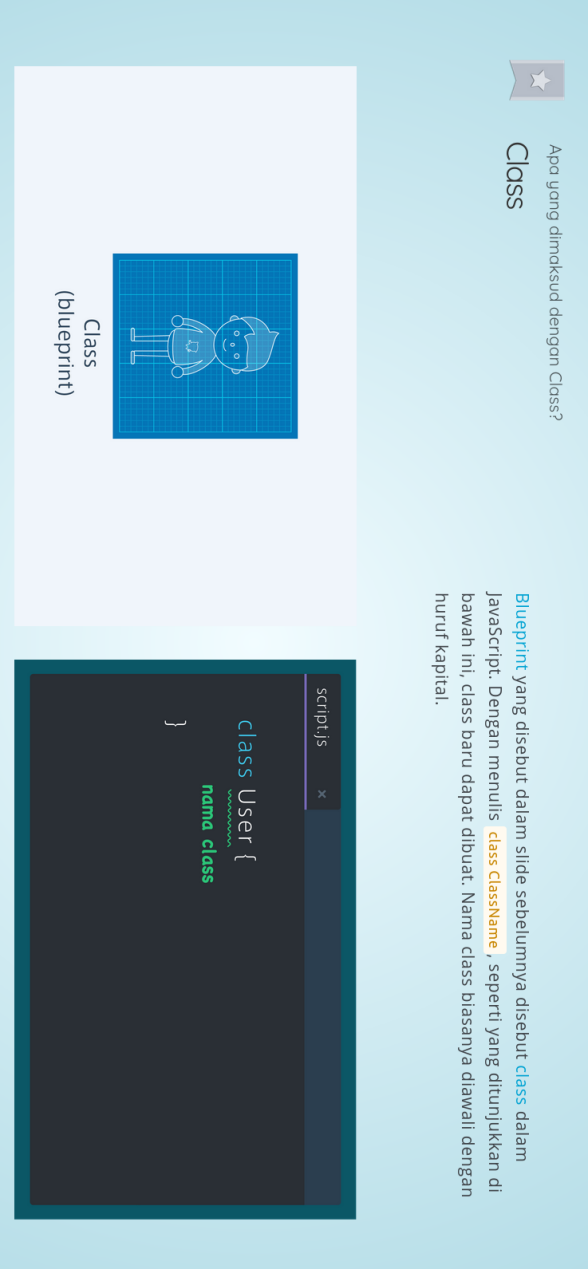 Apa yang dimaksud dengan Class?
Class
Blueprint yang disebut dalam slide sebelumnya disebut class dalam
JavaScript. Dengan menulis class ClassName, seperti yang ditunjukkan di
bawah ini, class baru dapat dibuat. Nama class biasanya diawali dengan
huruf kapital.
Class
(blueprint)
script.js ×
class User {
nama class
}